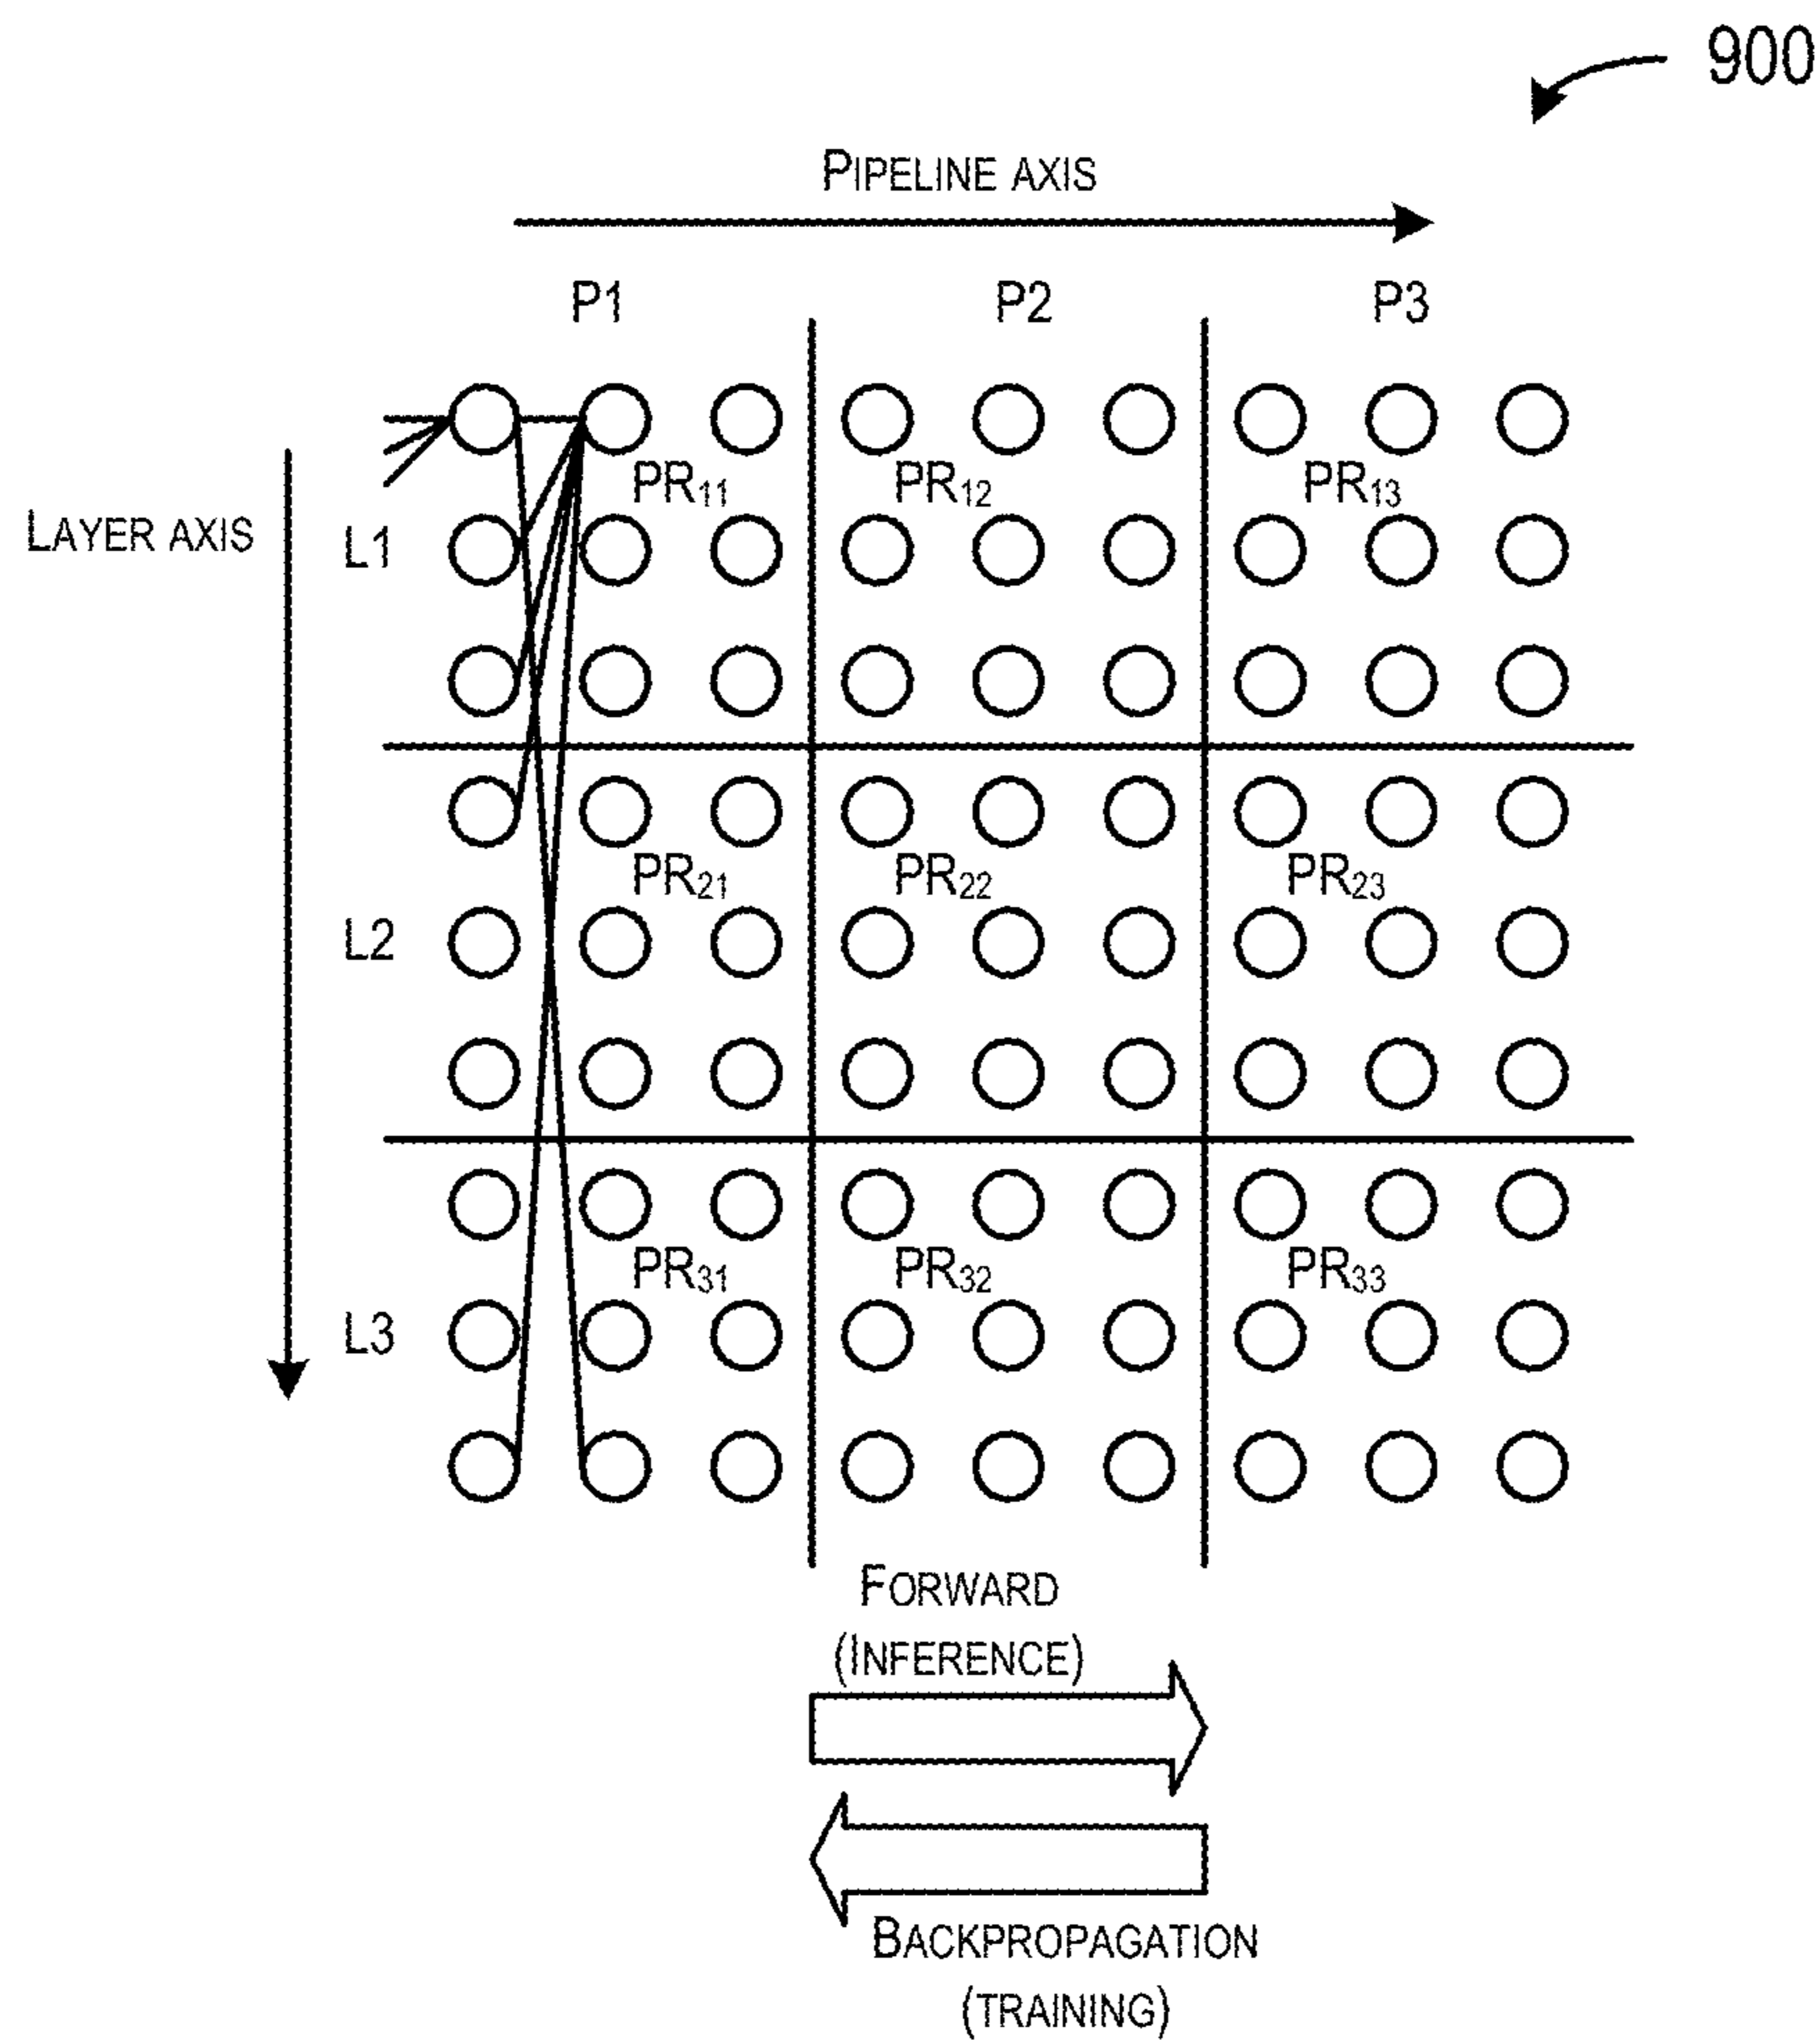 900
PIPELINE AXIS
P1 P2 P3
PR₁₁ PR₁₂ PR₁₃
LAYER AXIS L1
PR₂₁ PR₂₂ PR₂₃
L2
PR₃₁ PR₃₂ PR₃₃
L3
FORWARD
(INFERENCE)
BACKPROPAGATION
(TRAINING)